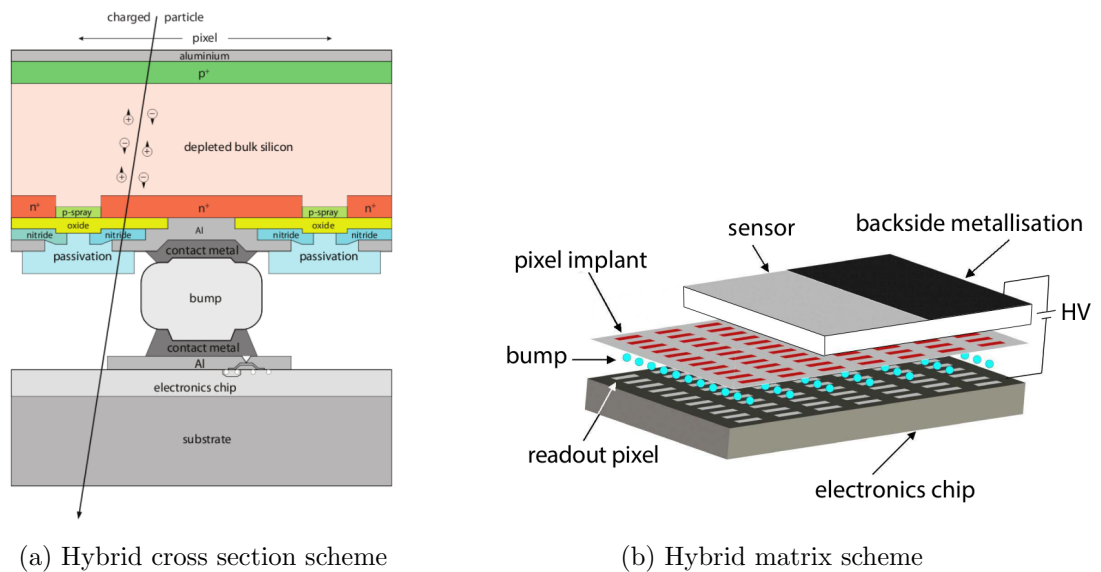 charged particle
pixel
aluminium
p⁺
+ −
− +
+ −
depleted bulk silicon
n⁺ p-spray n⁺ p-spray n⁺
oxide oxide
nitride nitride Al nitride nitride
passivation contact metal passivation
bump
contact metal
Al
electronics chip
substrate
(a) Hybrid cross section scheme
sensor
backside metallisation
pixel implant
HV
bump
readout pixel
electronics chip
(b) Hybrid matrix scheme